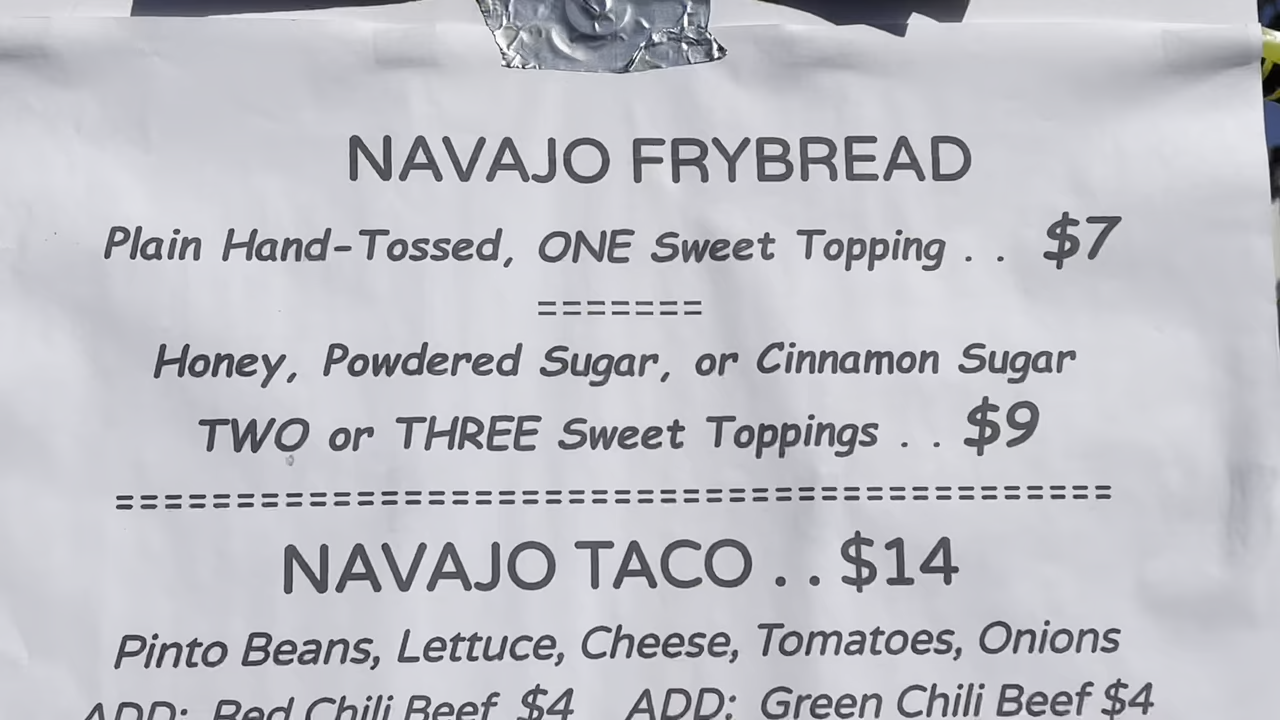 NAVAJO FRYBREAD
Plain Hand-Tossed, ONE Sweet Topping . . $7
=======
Honey, Powdered Sugar, or Cinnamon Sugar
TWO or THREE Sweet Toppings . . $9
=================================================
NAVAJO TACO . . $14
Pinto Beans, Lettuce, Cheese, Tomatoes, Onions
ADD: Red Chili Beef $4 ADD: Green Chili Beef $4